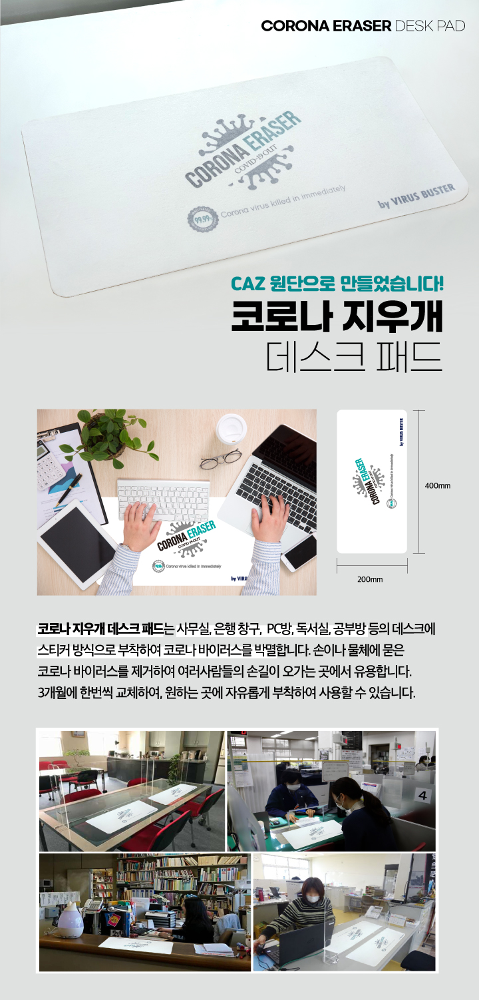 CORONA ERASER DESK PAD
CORONA ERASER
COVID-19 OUT
99.99%
Corona virus killed in immediately
by VIRUS BUSTER
CAZ 원단으로 만들었습니다!
코로나 지우개
데스크 패드
CORONA ERASER
COVID-19 OUT
Corona virus killed in immediately
by VIRU
by VIRUS BUSTER
CORONA ERASER
COVID-19 OUT
Corona virus killed in immediately
400mm
200mm
코로나 지우개 데스크 패드는 사무실, 은행 창구, PC방, 독서실, 공부방 등의 데스크에
스티커 방식으로 부착하여 코로나 바이러스를 박멸합니다. 손이나 물체에 묻은
코로나 바이러스를 제거하여 여러사람들의 손길이 오가는 곳에서 유용합니다.
3개월에 한번씩 교체하여, 원하는 곳에 자유롭게 부착하여 사용할 수 있습니다.
4